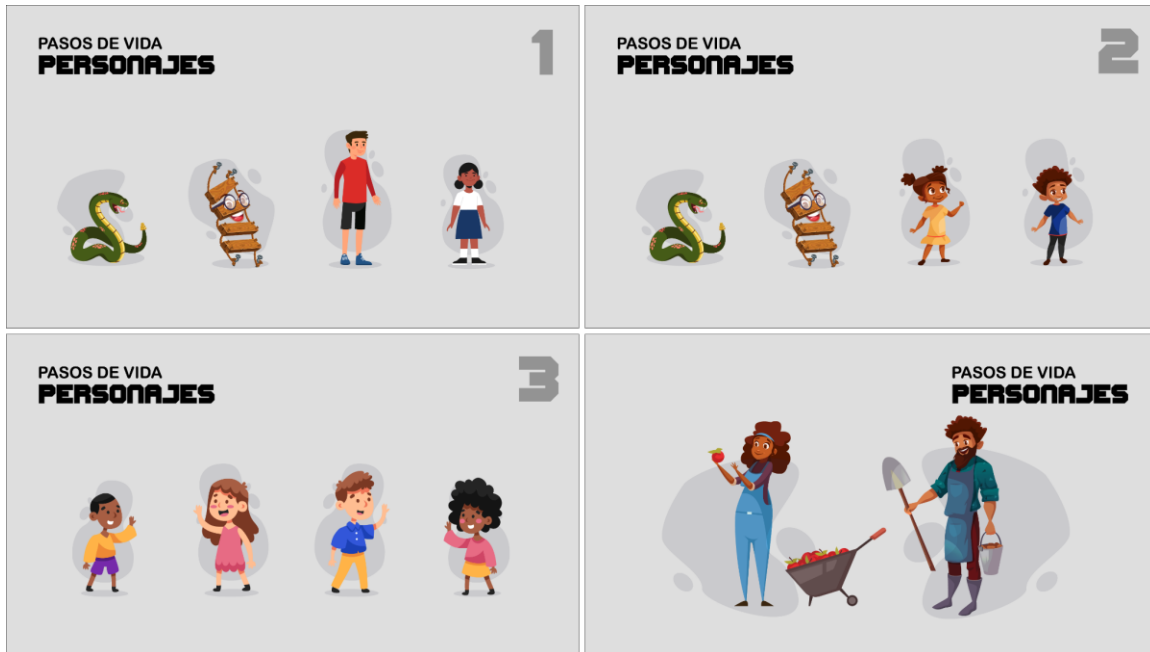 PASOS DE VIDA
PERSONAJES
1
PASOS DE VIDA
PERSONAJES
2
PASOS DE VIDA
PERSONAJES
3
PASOS DE VIDA
PERSONAJES